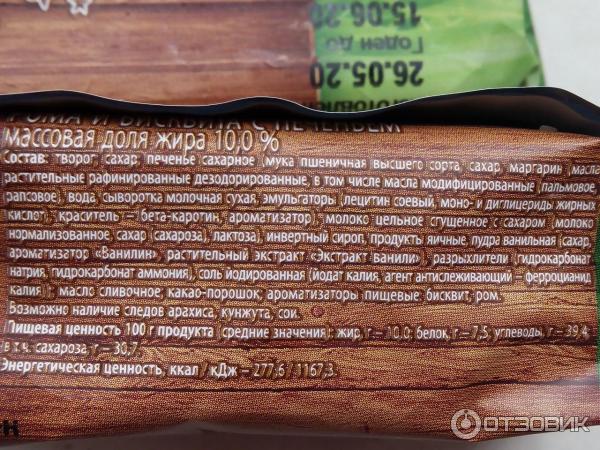 15.06.20
Годен до
26.05.20
РОМА И БИСКВИТА С ПЕЧЕНЬЕМ
массовая доля жира 10,0 %
Состав: творог, сахар, печенье сахарное (мука пшеничная высшего сорта, сахар, маргарин (масла
растительные рафинированные дезодорированные, в том числе масла модифицированные (пальмовое,
рапсовое), вода, сыворотка молочная сухая, эмульгаторы (лецитин соевый, моно- и диглицериды жирных
кислот), краситель – бета-каротин, ароматизатор), молоко цельное сгущенное с сахаром (молоко
нормализованное, сахар (сахароза), лактоза), инвертный сироп, продукты яичные, пудра ванильная (сахар,
ароматизатор «Ванилин»), растительный экстракт «Экстракт ванили»), разрыхлители (гидрокарбонат
натрия, гидрокарбонат аммония), соль йодированная (йодат калия, агент антислеживающий – ферроцианид
калия)), масло сливочное, какао-порошок, ароматизаторы пищевые: бисквит, ром.
Возможно наличие следов арахиса, кунжута, сои.
Пищевая ценность 100 г продукта (средние значения): жир, г – 10,0; белок, г – 7,5; углеводы, г – 39,4,
в т.ч. сахароза, г – 30,7;
Энергетическая ценность, ккал / кДж – 277,6 / 1167,3.
ОТЗОВИК